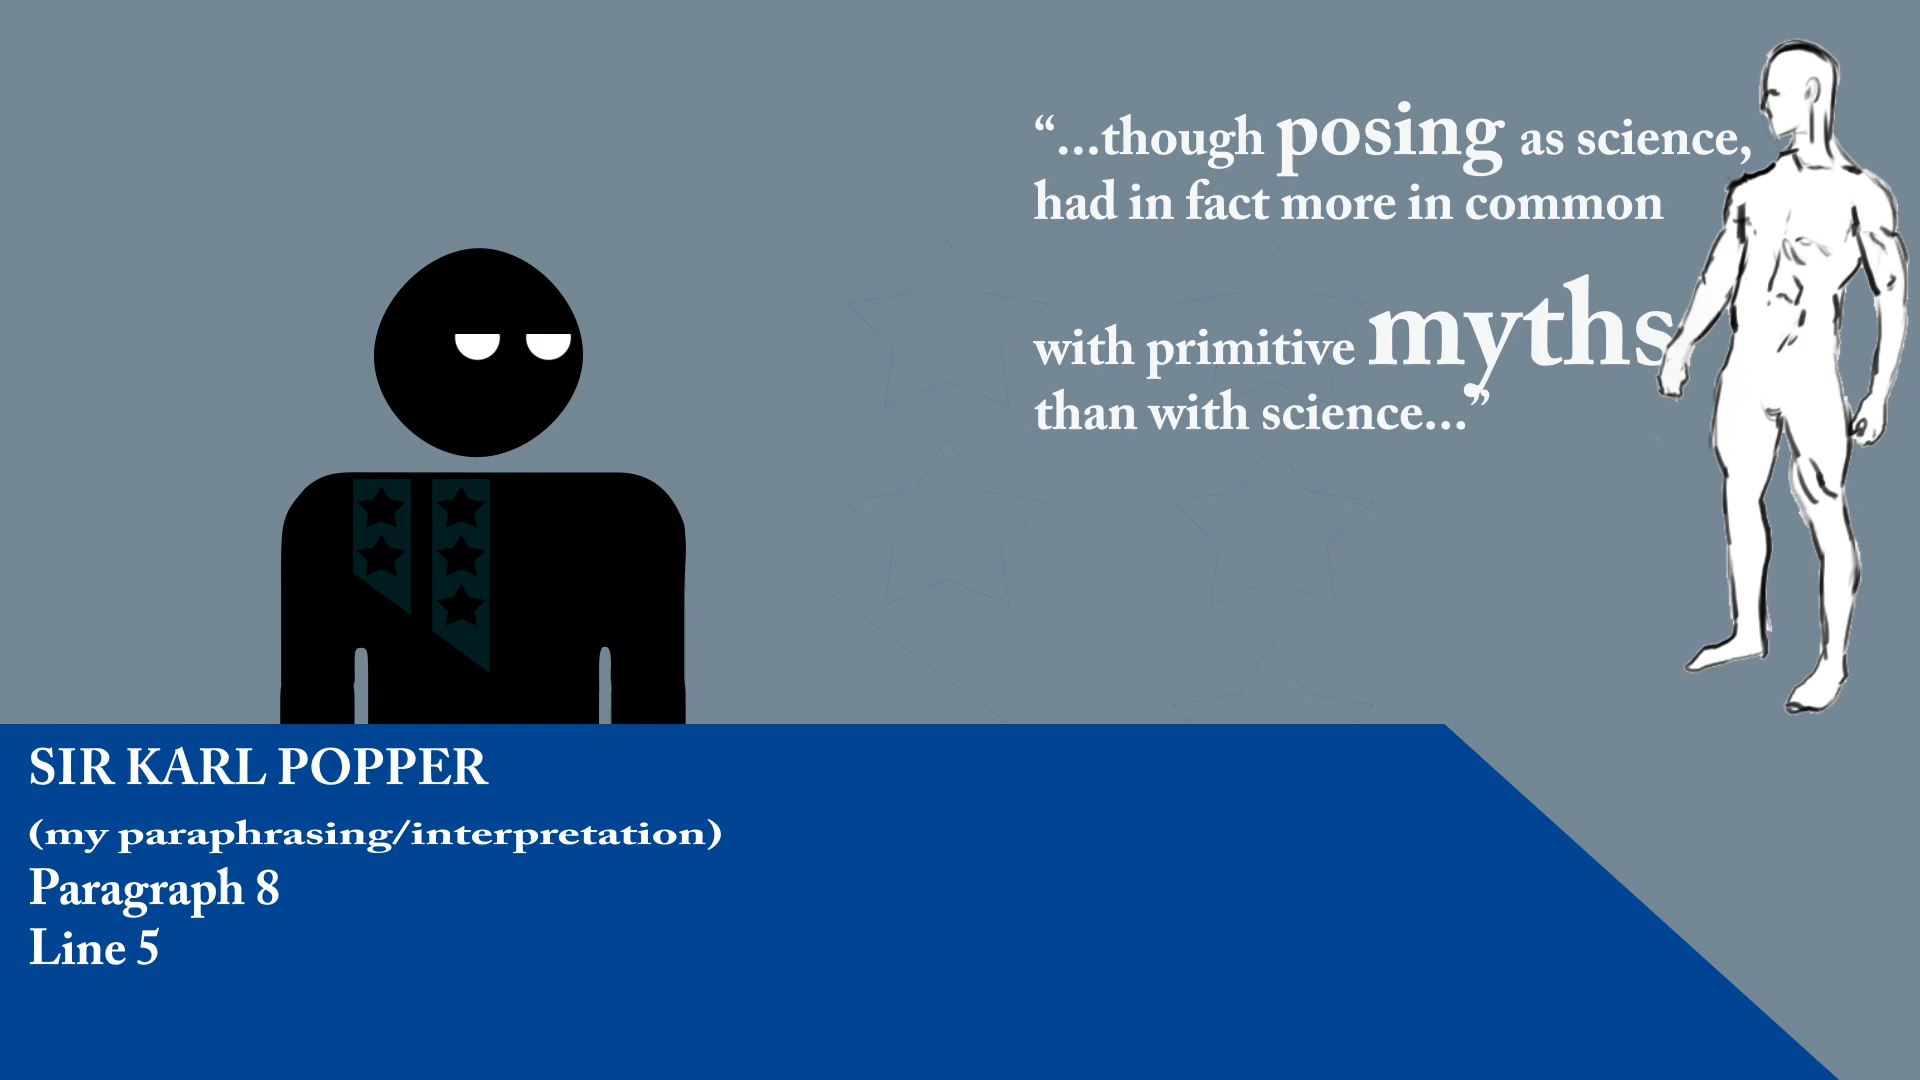 “...though posing as science,
had in fact more in common
with primitive myths
than with science...”
SIR KARL POPPER
(my paraphrasing/interpretation)
Paragraph 8
Line 5